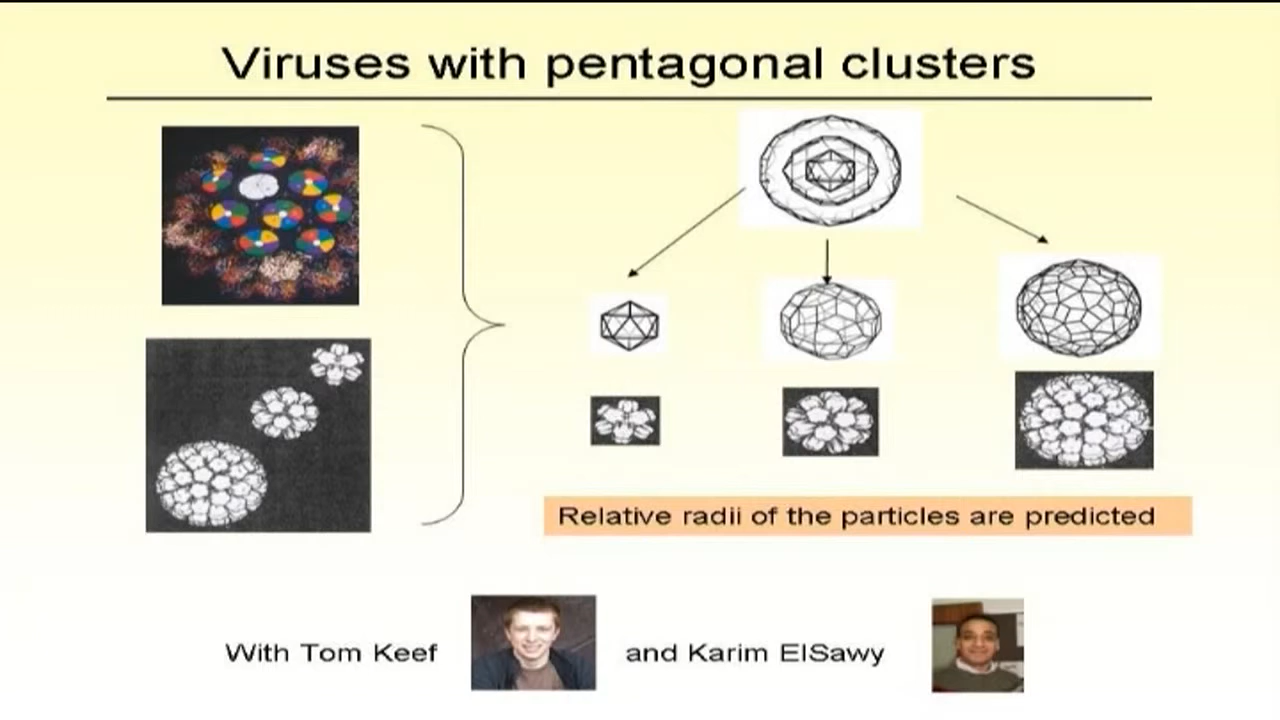 Viruses with pentagonal clusters
Relative radii of the particles are predicted
With Tom Keef
and Karim ElSawy